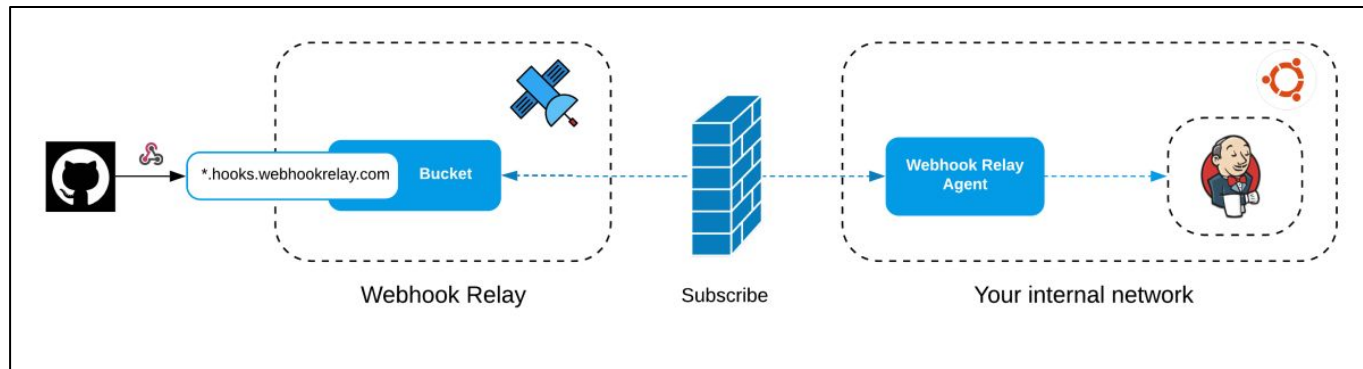 *.hooks.webhookrelay.com
Bucket
Webhook Relay
Agent
Webhook Relay
Subscribe
Your internal network